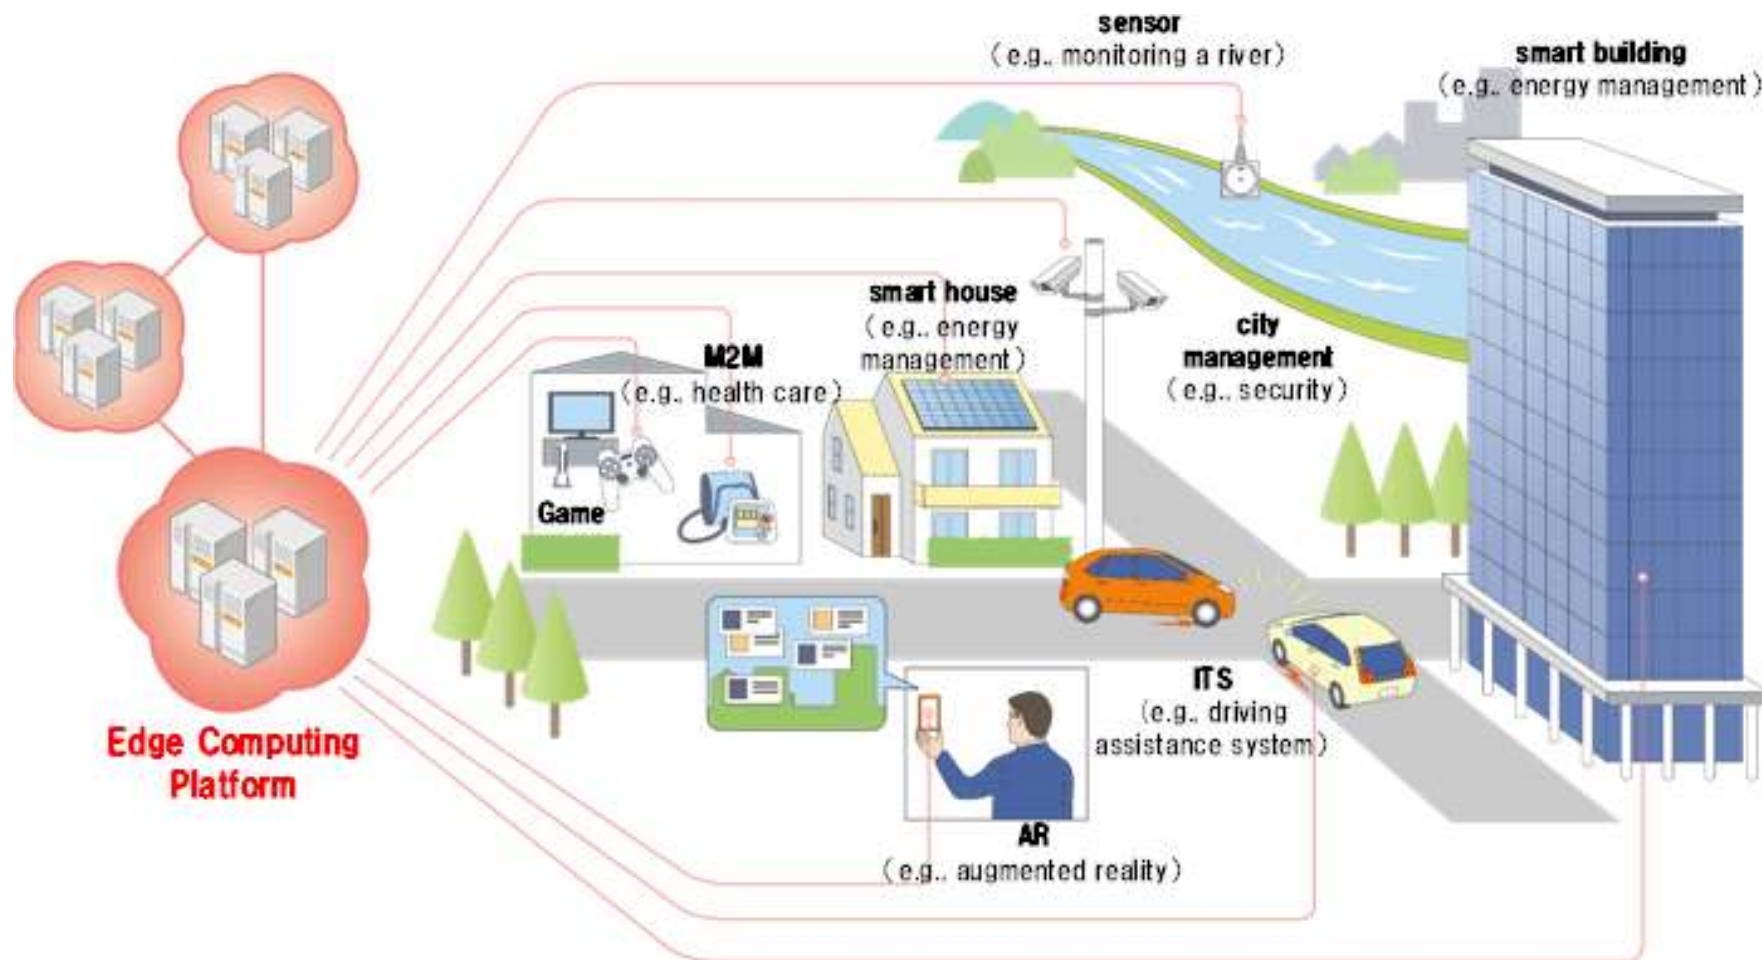 sensor
(e.g., monitoring a river)
smart building
(e.g., energy management)
smart house
(e.g., energy
management)
city
management
(e.g., security)
M2M
(e.g., health care)
Game
ITS
(e.g., driving
assistance system)
Edge Computing
Platform
AR
(e.g., augmented reality)